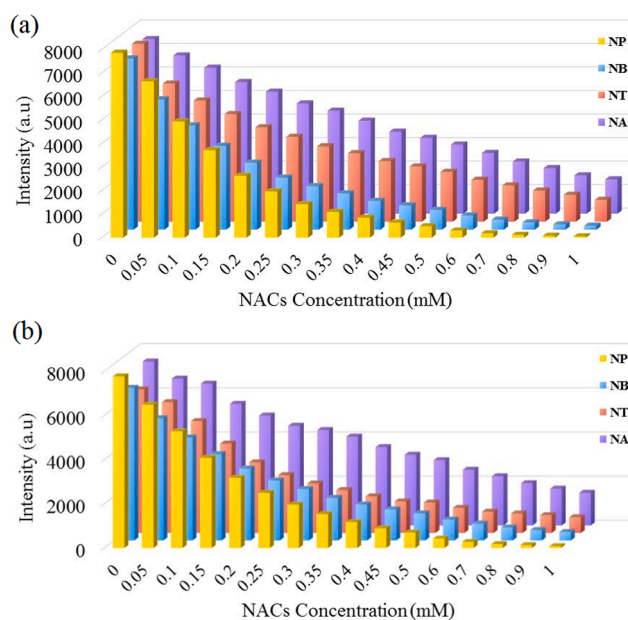 (a)
8000
7000
6000
5000
4000
3000
2000
1000
0
Intensity (a.u)
0 0.05 0.1 0.15 0.2 0.25 0.3 0.35 0.4 0.45 0.5 0.6 0.7 0.8 0.9 1
NACs Concentration (mM)
NP
NB
NT
NA
(b)
8000
6000
4000
2000
0
Intensity (a.u)
0 0.05 0.1 0.15 0.2 0.25 0.3 0.35 0.4 0.45 0.5 0.6 0.7 0.8 0.9 1
NACs Concentration (mM)
NP
NB
NT
NA